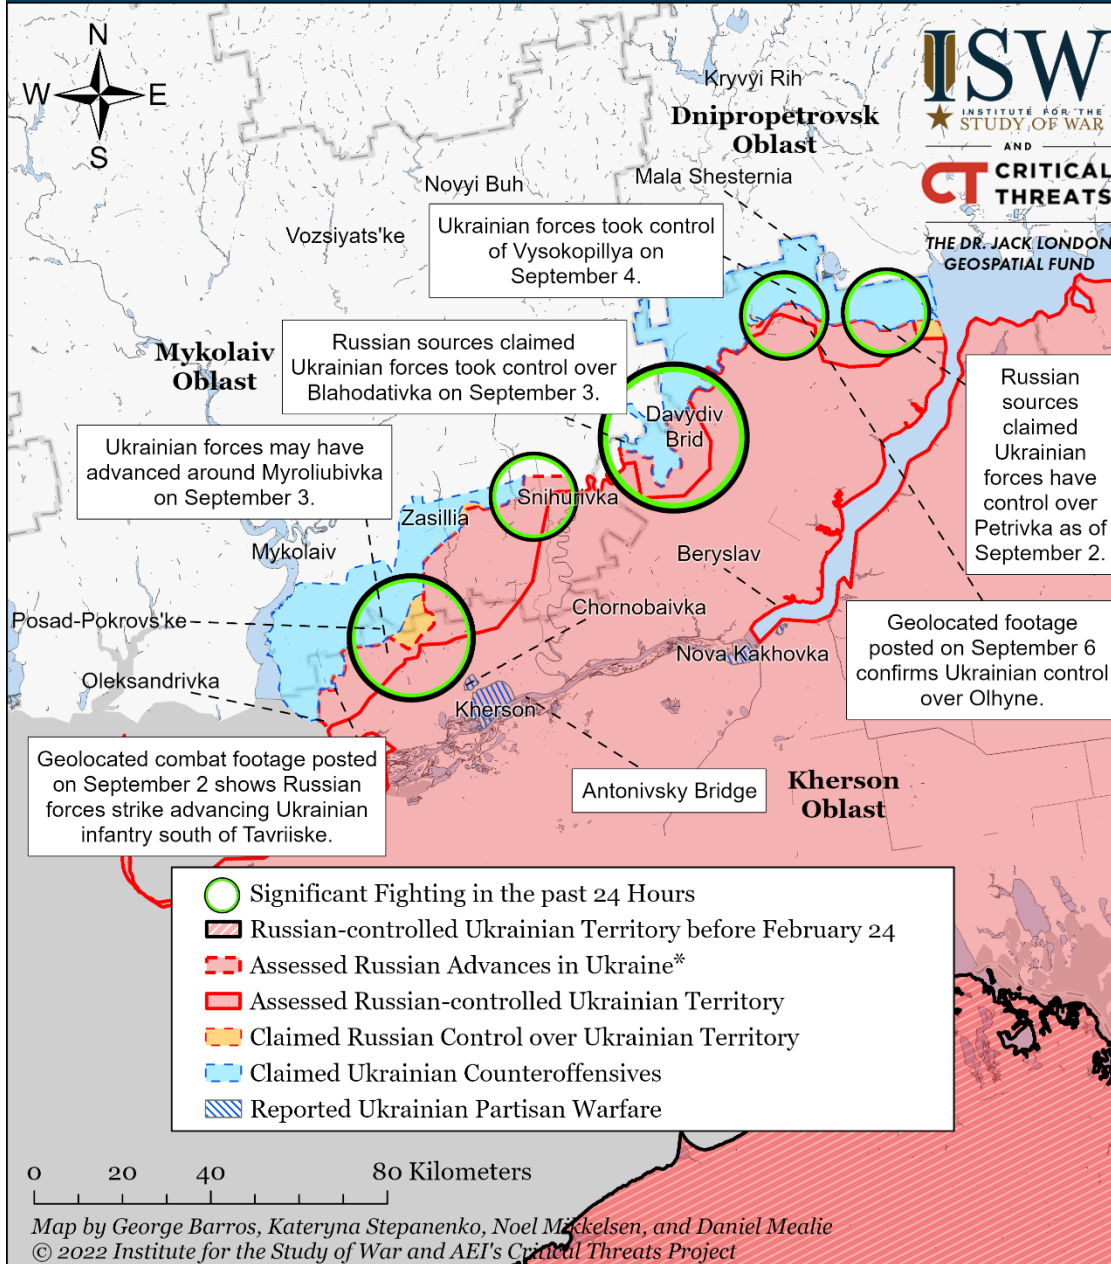 N
W E
S
ISW
INSTITUTE FOR THE
STUDY OF WAR
AND
CT CRITICAL
THREATS
THE DR. JACK LONDON
GEOSPATIAL FUND
Kryvyi Rih
Dnipropetrovsk
Oblast
Mala Shesternia
Novyi Buh
Vozsiyats'ke
Ukrainian forces took control
of Vysokopillya on
September 4.
Mykolaiv
Oblast
Russian sources claimed
Ukrainian forces took control over
Blahodativka on September 3.
Russian
sources
claimed
Ukrainian
forces have
control over
Petrivka as of
September 2.
Davydiv
Brid
Ukrainian forces may have
advanced around Myroliubivka
on September 3.
Snihurivka
Zasillia
Mykolaiv
Beryslav
Chornobaivka
Posad-Pokrovs'ke
Nova Kakhovka
Geolocated footage
posted on September 6
confirms Ukrainian control
over Olhyne.
Oleksandrivka
Kherson
Geolocated combat footage posted
on September 2 shows Russian
forces strike advancing Ukrainian
infantry south of Tavriiske.
Antonivsky Bridge
Kherson
Oblast
Significant Fighting in the past 24 Hours
Russian-controlled Ukrainian Territory before February 24
Assessed Russian Advances in Ukraine*
Assessed Russian-controlled Ukrainian Territory
Claimed Russian Control over Ukrainian Territory
Claimed Ukrainian Counteroffensives
Reported Ukrainian Partisan Warfare
0 20 40 80 Kilometers
Map by George Barros, Kateryna Stepanenko, Noel Mikkelsen, and Daniel Mealie
© 2022 Institute for the Study of War and AEI's Critical Threats Project